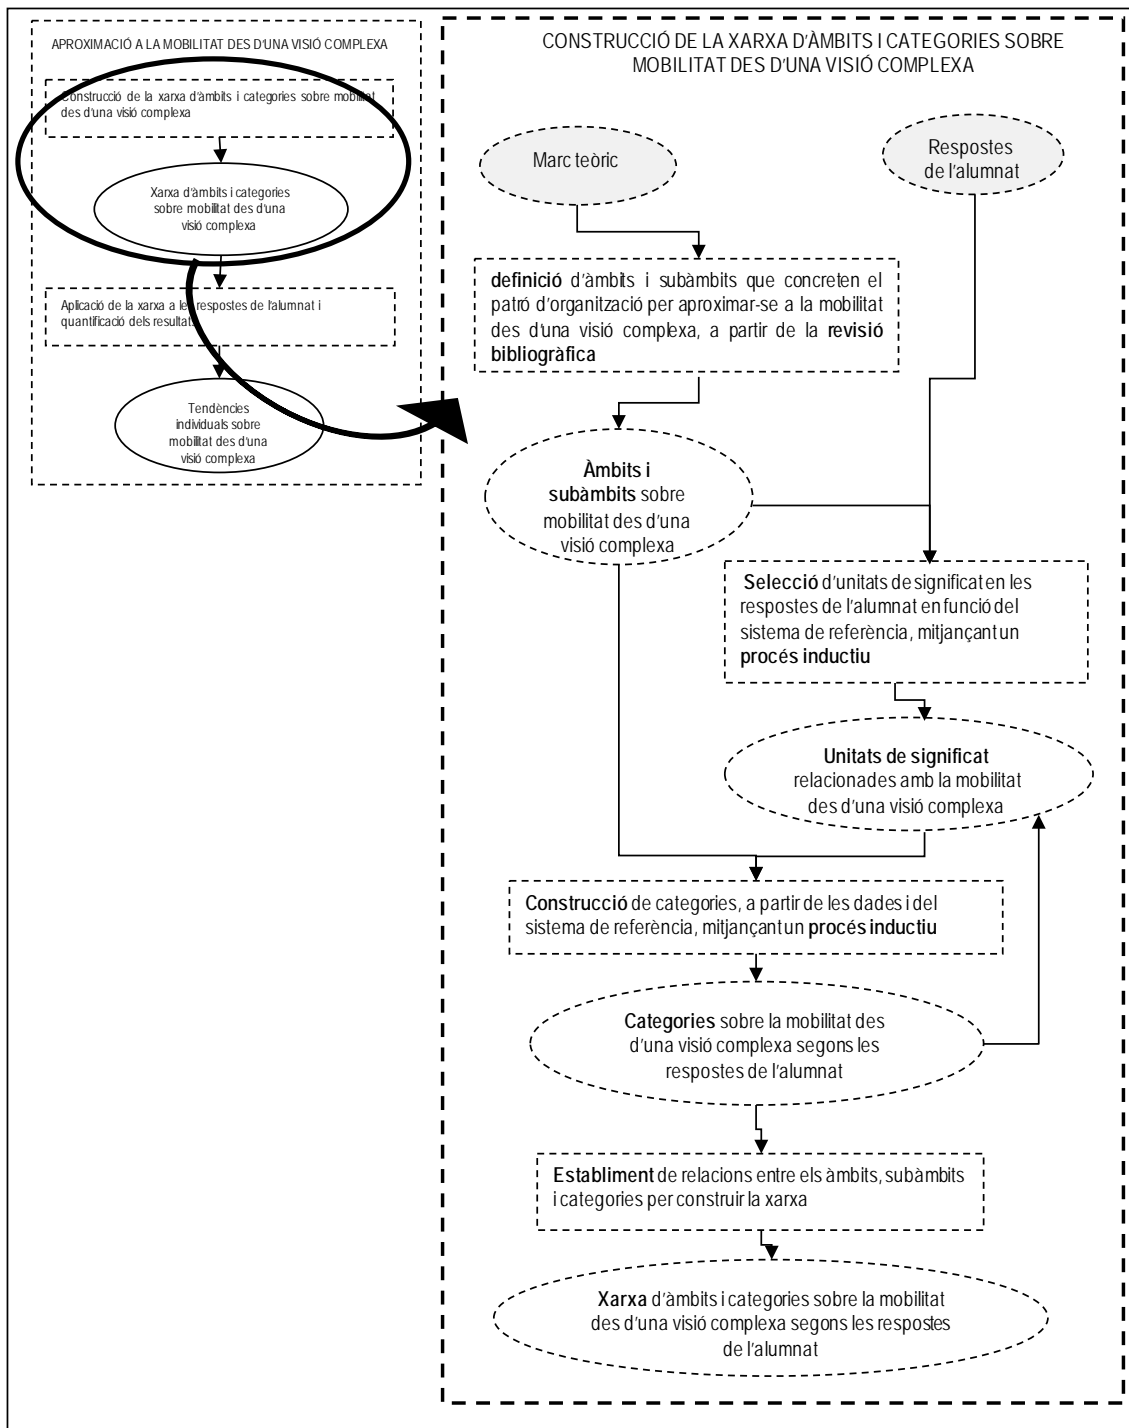 APROXIMACIÓ A LA MOBILITAT DES D'UNA VISIÓ COMPLEXA
Construcció de la xarxa d'àmbits i categories sobre mobilitat
des d'una visió complexa
Xarxa d'àmbits i categories
sobre mobilitat des d'una
visió complexa
Aplicació de la xarxa a les respostes de l'alumnat i
quantificació dels resultat
Tendències
individuals sobre
mobilitat des d'una
visió complexa
CONSTRUCCIÓ DE LA XARXA D'ÀMBITS I CATEGORIES SOBRE
MOBILITAT DES D'UNA VISIÓ COMPLEXA
Marc teòric
Respostes
de l'alumnat
definició d'àmbits i subàmbits que concreten el
patró d'organització per aproximar-se a la mobilitat
des d'una visió complexa, a partir de la revisió
bibliogràfica
Àmbits i
subàmbits sobre
mobilitat des d'una
visió complexa
Selecció d'unitats de significat en les
respostes de l'alumnat en funció del
sistema de referència, mitjançant un
procés inductiu
Unitats de significat
relacionades amb la mobilitat
des d'una visió complexa
Construcció de categories, a partir de les dades i del
sistema de referència, mitjançant un procés inductiu
Categories sobre la mobilitat des
d'una visió complexa segons les
respostes de l'alumnat
Establiment de relacions entre els àmbits, subàmbits
i categories per construir la xarxa
Xarxa d'àmbits i categories sobre la mobilitat
des d'una visió complexa segons les respostes
de l'alumnat